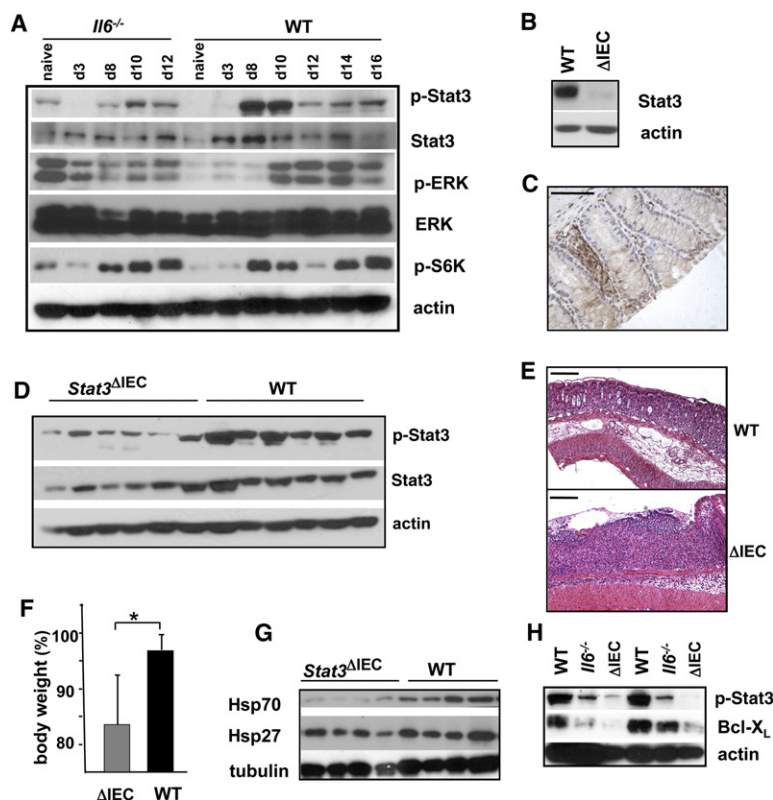 A
Il6-/- WT
naive d3 d8 d10 d12 naive d3 d8 d10 d12 d14 d16
p-Stat3
Stat3
p-ERK
ERK
p-S6K
actin
B
WT ΔIEC
Stat3
actin
C
D
Stat3ΔIEC WT
p-Stat3
Stat3
actin
E
WT
ΔIEC
F
body weight (%)
100
90
80
*
ΔIEC WT
G
Stat3ΔIEC WT
Hsp70
Hsp27
tubulin
H
WT Il6-/- ΔIEC WT Il6-/- ΔIEC
p-Stat3
Bcl-XL
actin